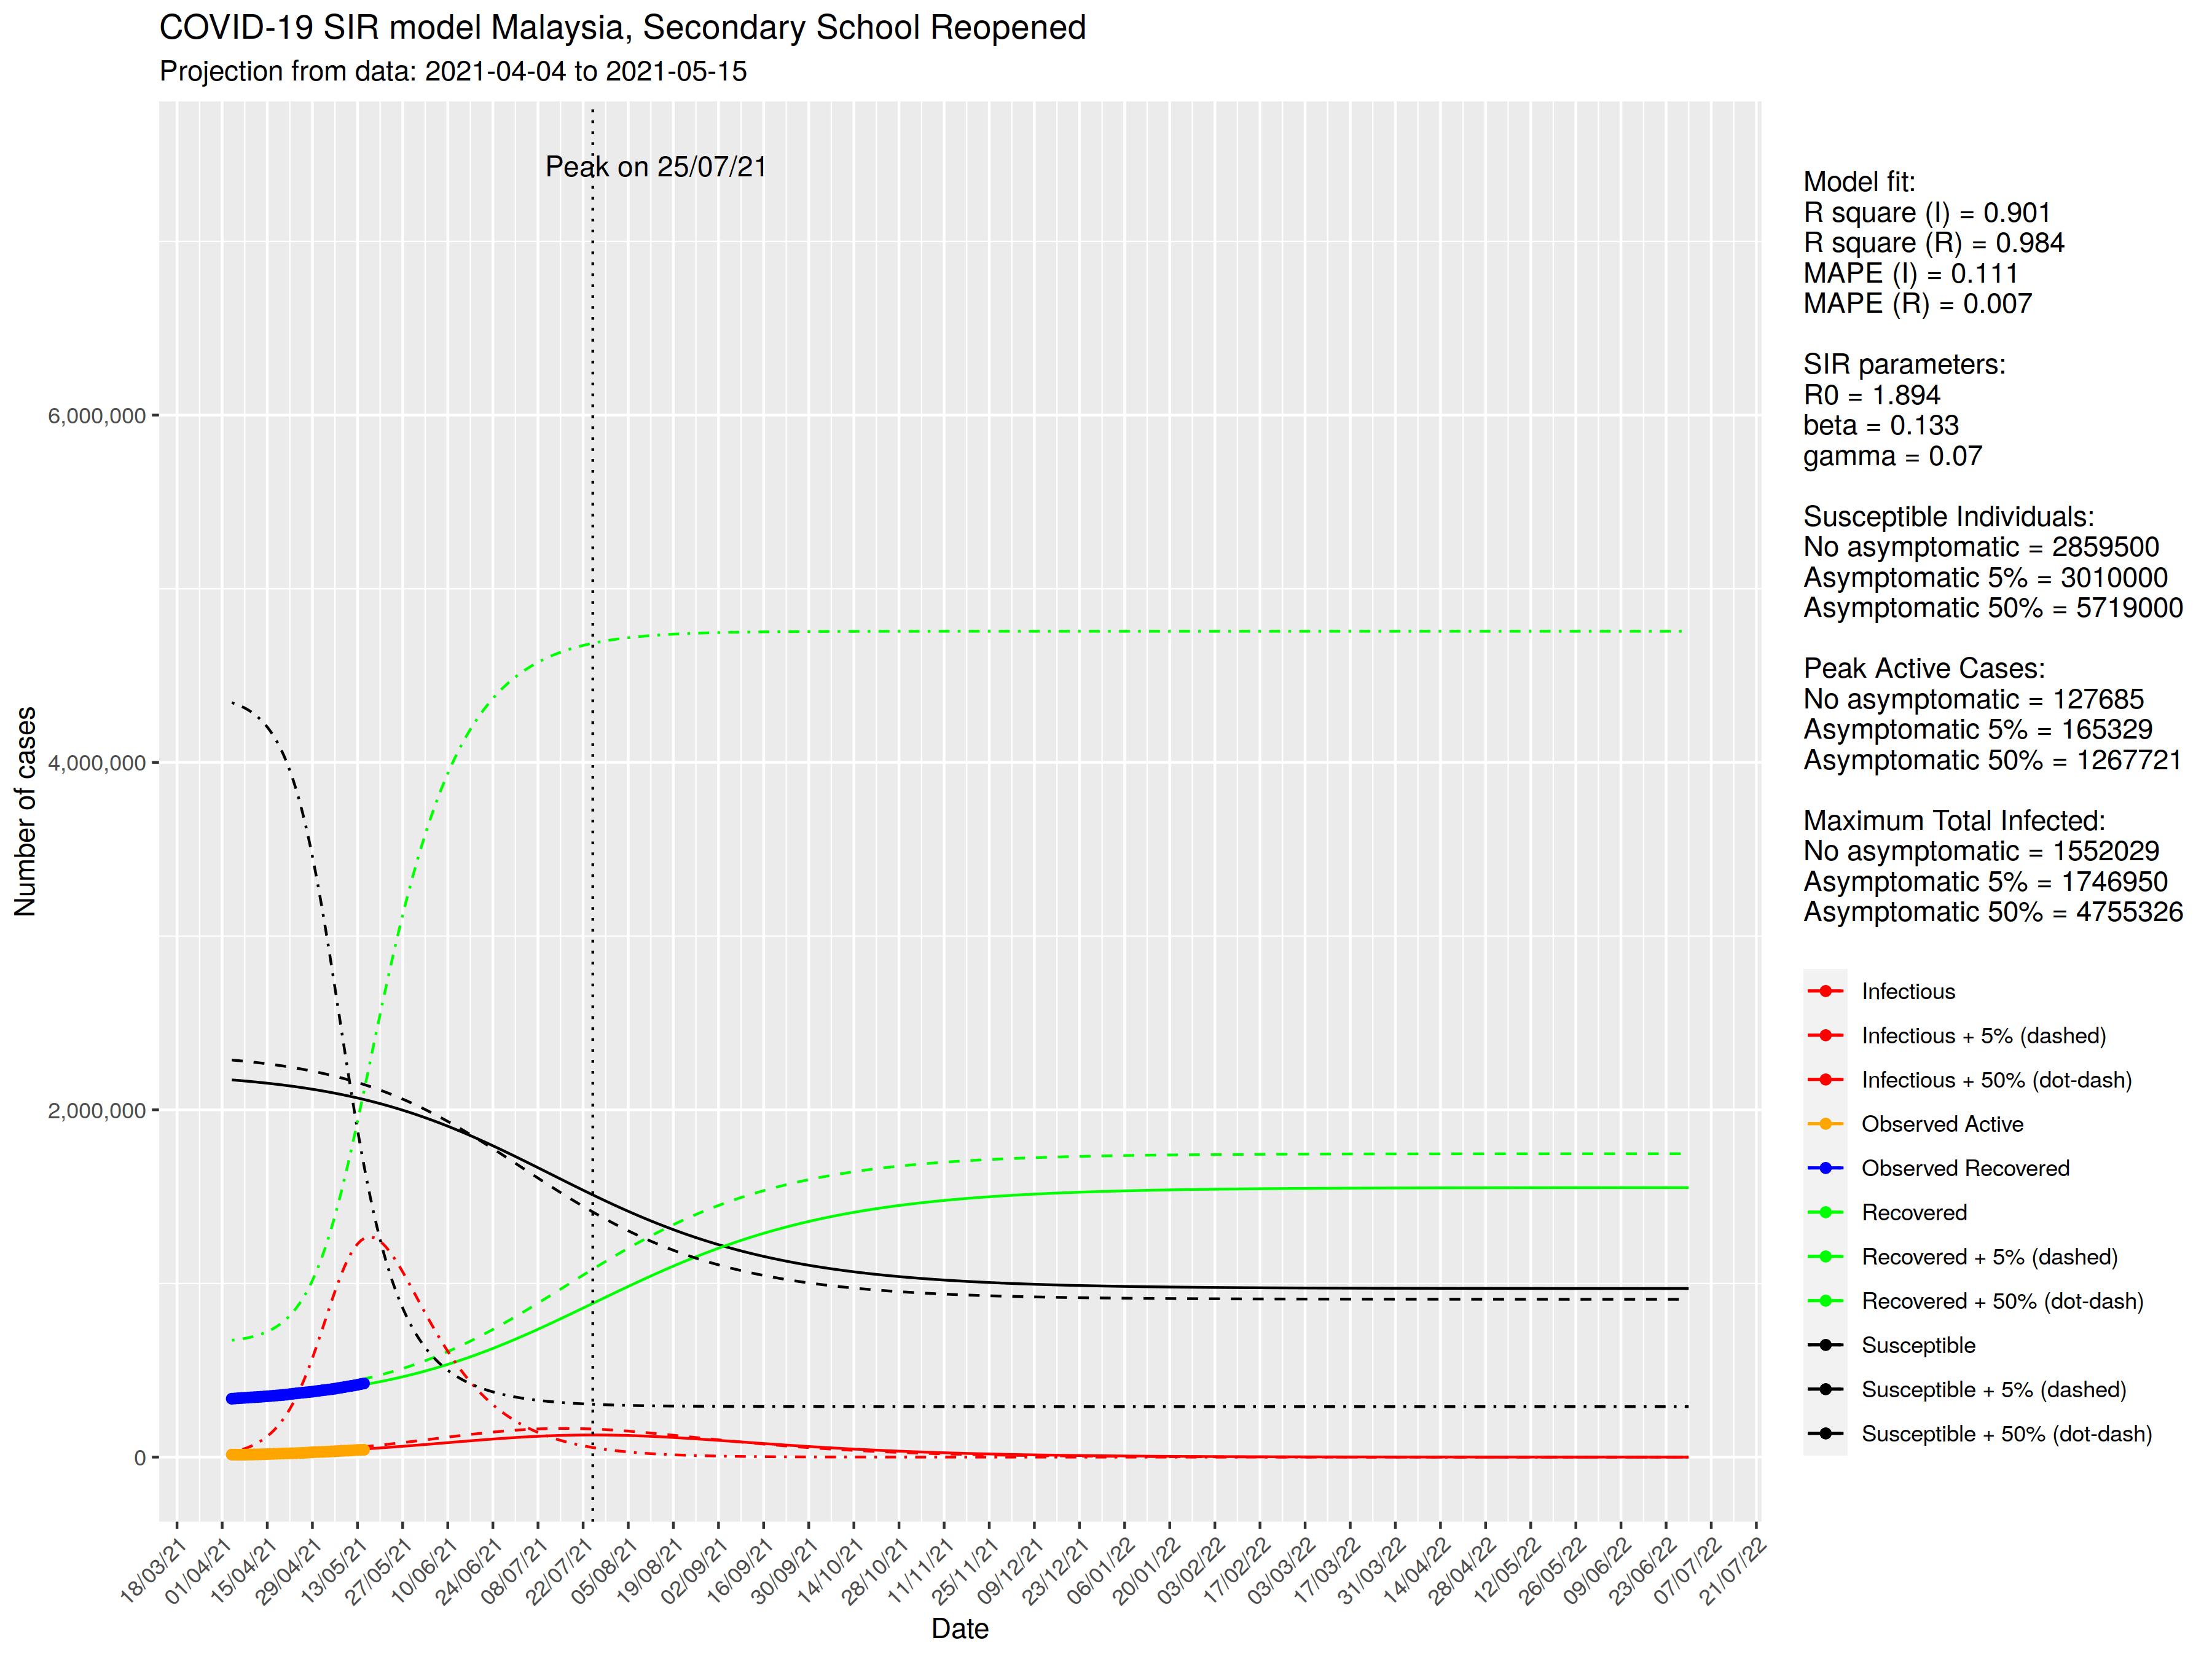 COVID-19 SIR model Malaysia, Secondary School Reopened
Projection from data: 2021-04-04 to 2021-05-15
Peak on 25/07/21
Number of cases
6,000,000
4,000,000
2,000,000
0
18/03/21
01/04/21
15/04/21
29/04/21
13/05/21
27/05/21
10/06/21
24/06/21
08/07/21
22/07/21
05/08/21
19/08/21
02/09/21
16/09/21
30/09/21
14/10/21
28/10/21
11/11/21
25/11/21
09/12/21
23/12/21
06/01/22
20/01/22
03/02/22
17/02/22
03/03/22
17/03/22
31/03/22
14/04/22
28/04/22
12/05/22
26/05/22
09/06/22
23/06/22
07/07/22
21/07/22
Date
Model fit:
R square (I) = 0.901
R square (R) = 0.984
MAPE (I) = 0.111
MAPE (R) = 0.007
SIR parameters:
R0 = 1.894
beta = 0.133
gamma = 0.07
Susceptible Individuals:
No asymptomatic = 2859500
Asymptomatic 5% = 3010000
Asymptomatic 50% = 5719000
Peak Active Cases:
No asymptomatic = 127685
Asymptomatic 5% = 165329
Asymptomatic 50% = 1267721
Maximum Total Infected:
No asymptomatic = 1552029
Asymptomatic 5% = 1746950
Asymptomatic 50% = 4755326
Infectious
Infectious + 5% (dashed)
Infectious + 50% (dot-dash)
Observed Active
Observed Recovered
Recovered
Recovered + 5% (dashed)
Recovered + 50% (dot-dash)
Susceptible
Susceptible + 5% (dashed)
Susceptible + 50% (dot-dash)